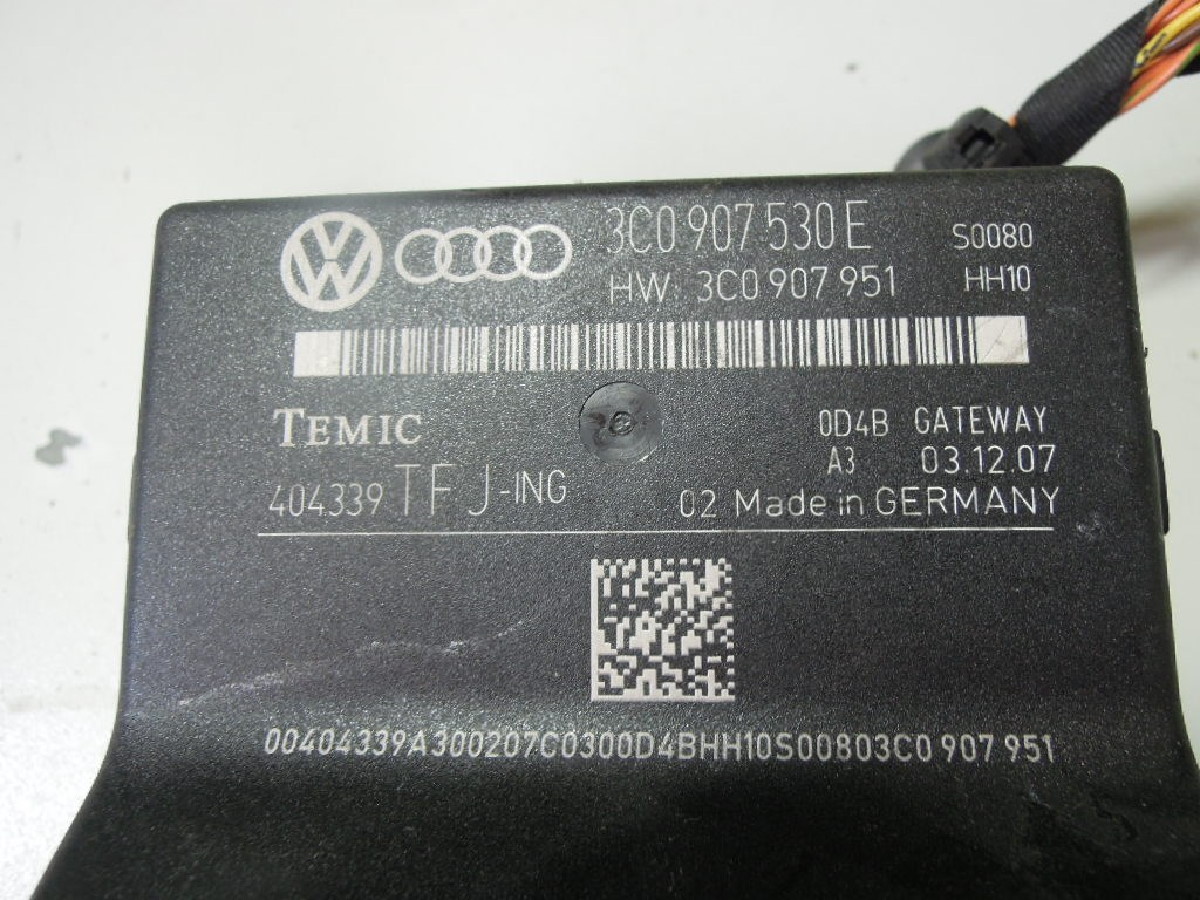 3C0 907 530 E S0080
HW 3C0 907 951 HH10
TEMIC 0D4B GATEWAY
A3 03.12.07
404339 TF J-ING 02 Made in GERMANY
00404339A300207C0300D4BHH10S00803C0 907 951